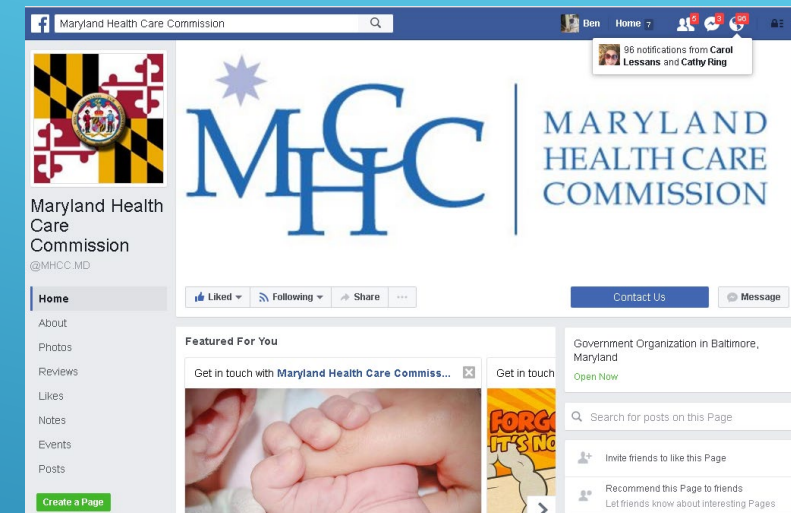 Maryland Health Care Commission
Ben Home 7 5 3 96
96 notifications from Carol
Lessans and Cathy Ring
MHCC
MARYLAND
HEALTH CARE
COMMISSION
Maryland Health
Care
Commission
@MHCC.MD
Liked Following Share ...
Contact Us Message
Home
About
Photos
Reviews
Likes
Notes
Events
Posts
Create a Page
Featured For You
Get in touch with Maryland Health Care Commiss...
Get in touch
Government Organization in Baltimore,
Maryland
Open Now
Search for posts on this Page
Invite friends to like this Page
Recommend this Page to friends
Let friends know about interesting Pages